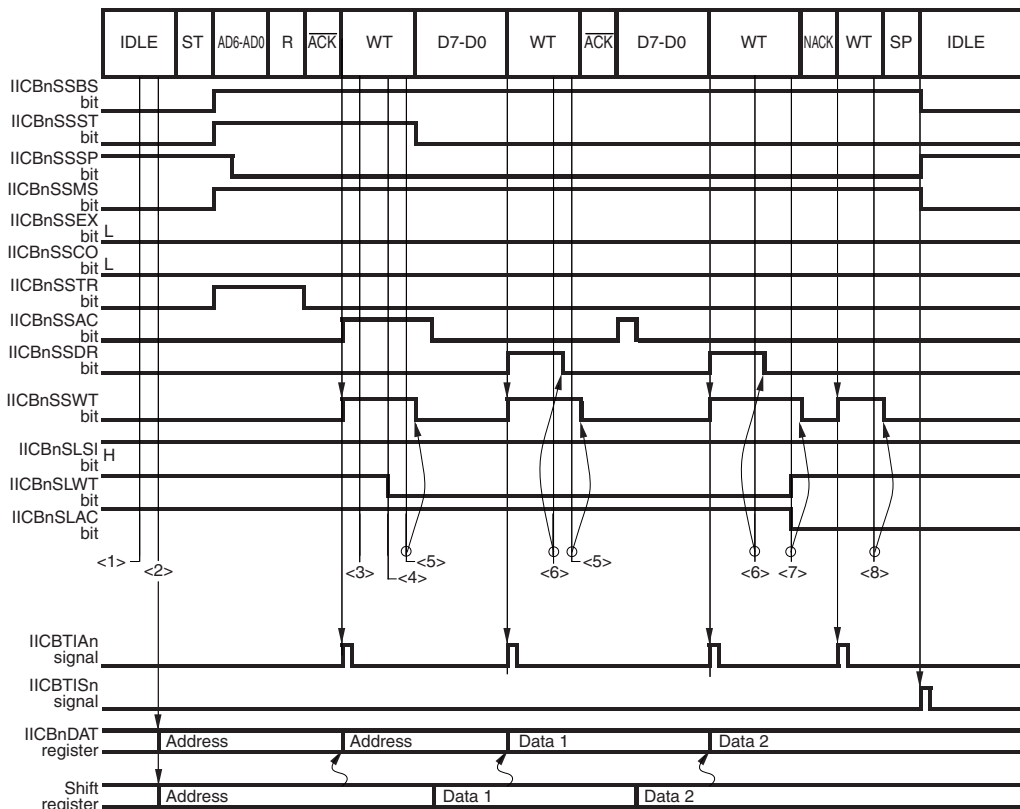 IDLE ST AD6-AD0 R ACK WT D7-D0 WT ACK D7-D0 WT NACK WT SP IDLE
IICBnSSBS
bit
IICBnSSST
bit
IICBnSSSP
bit
IICBnSSMS
bit
IICBnSSEX
bit L
IICBnSSCO
bit L
IICBnSSTR
bit
IICBnSSAC
bit
IICBnSSDR
bit
IICBnSSWT
bit
IICBnSLSI
bit H
IICBnSLWT
bit
IICBnSLAC
bit
<1> <2> <3> <4> <5> <6> <5> <6> <7> <8>
IICBTIAn
signal
IICBTISn
signal
IICBnDAT
register
Address Address Data 1 Data 2
Shift
register
Address Data 1 Data 2